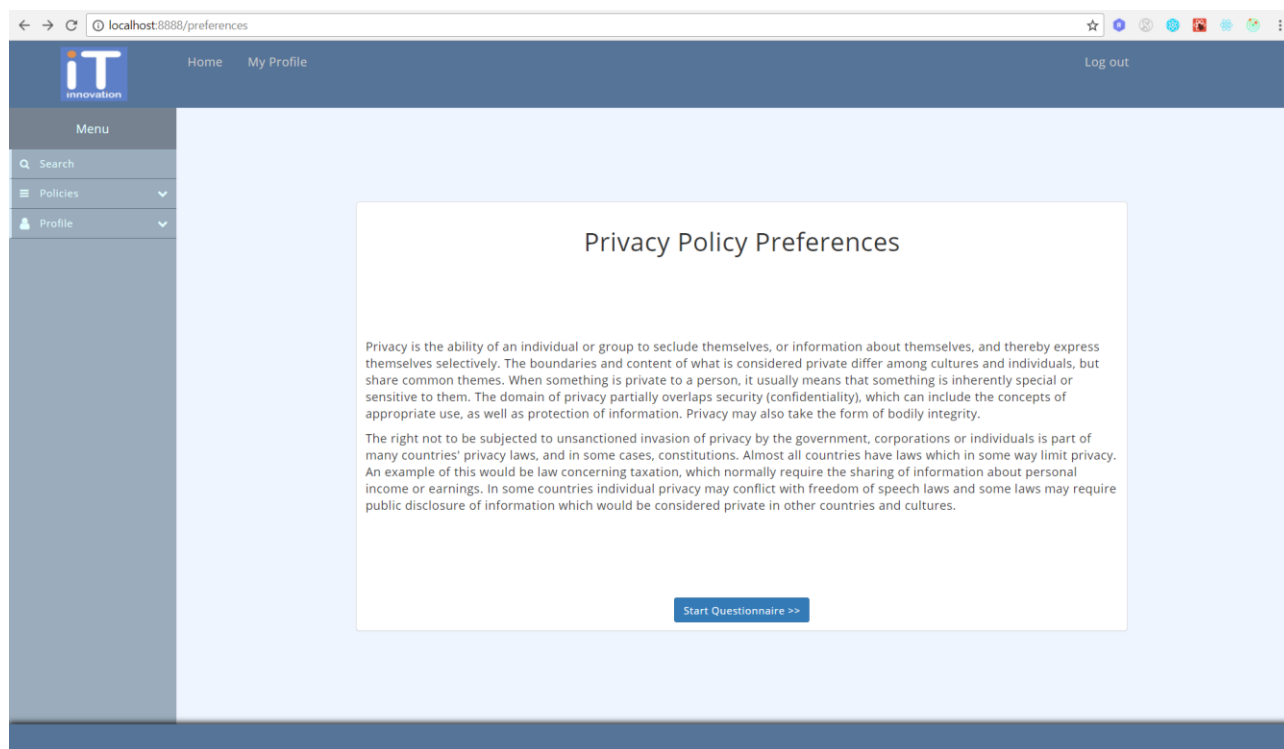 localhost:8888/preferences
iT
innovation
Home My Profile Log out
Menu
Search
Policies
Profile
Privacy Policy Preferences
Privacy is the ability of an individual or group to seclude themselves, or information about themselves, and thereby express
themselves selectively. The boundaries and content of what is considered private differ among cultures and individuals, but
share common themes. When something is private to a person, it usually means that something is inherently special or
sensitive to them. The domain of privacy partially overlaps security (confidentiality), which can include the concepts of
appropriate use, as well as protection of information. Privacy may also take the form of bodily integrity.
The right not to be subjected to unsanctioned invasion of privacy by the government, corporations or individuals is part of
many countries' privacy laws, and in some cases, constitutions. Almost all countries have laws which in some way limit privacy.
An example of this would be law concerning taxation, which normally require the sharing of information about personal
income or earnings. In some countries individual privacy may conflict with freedom of speech laws and some laws may require
public disclosure of information which would be considered private in other countries and cultures.
Start Questionnaire >>